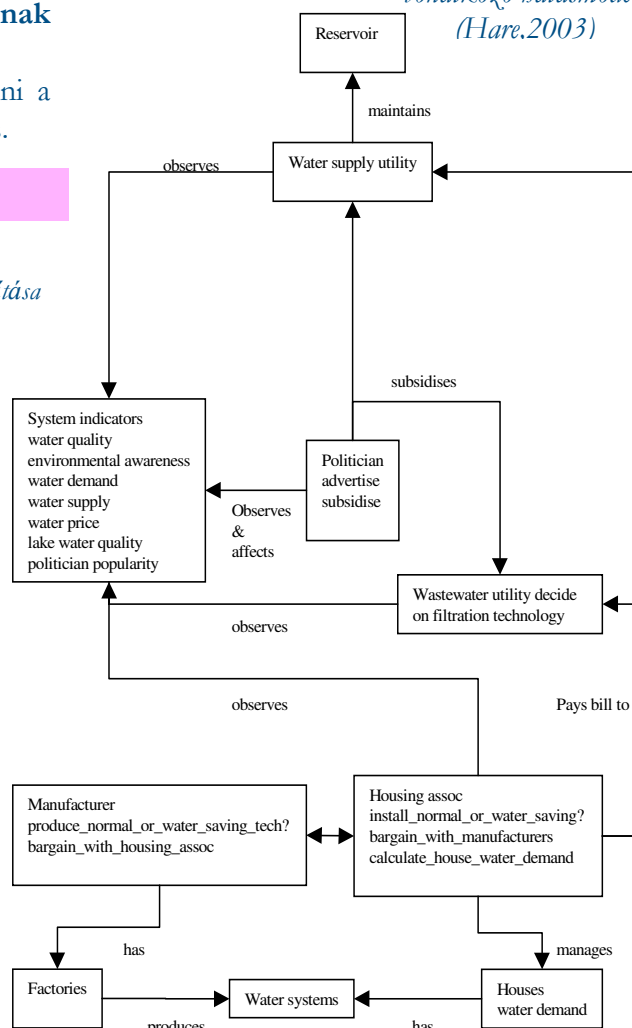 nak
(Hare,2003)
ni a
Reservoir
maintains
observes
Water supply utility
subsidises
System indicators
water quality
environmental awareness
water demand
water supply
water price
lake water quality
politician popularity
Politician
advertise
subsidise
Observes
&
affects
Wastewater utility decide
on filtration technology
observes
observes
Pays bill to
Manufacturer
produce_normal_or_water_saving_tech?
bargain_with_housing_assoc
Housing assoc
install_normal_or_water_saving?
bargain_with_manufacturers
calculate_house_water_demand
has
manages
Factories
Water systems
Houses
water demand
produces
has